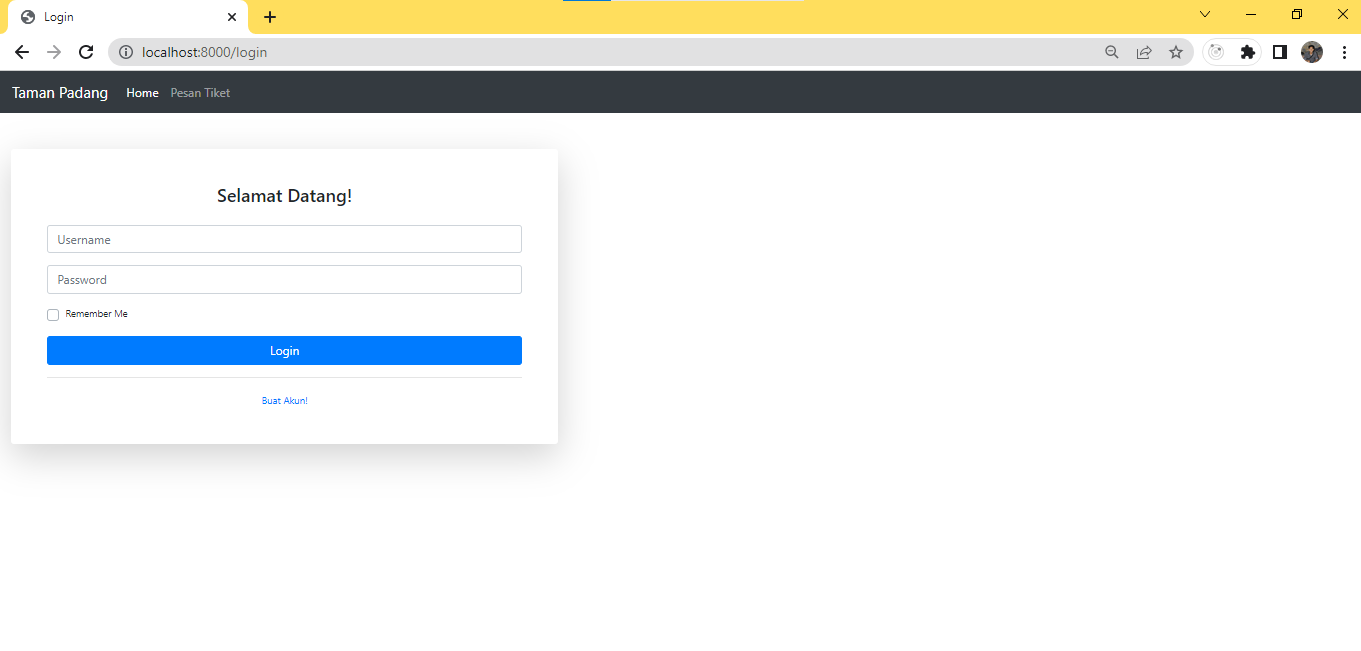 Login
localhost:8000/login
Taman Padang Home Pesan Tiket
Selamat Datang!
Username
Password
Remember Me
Login
Buat Akun!